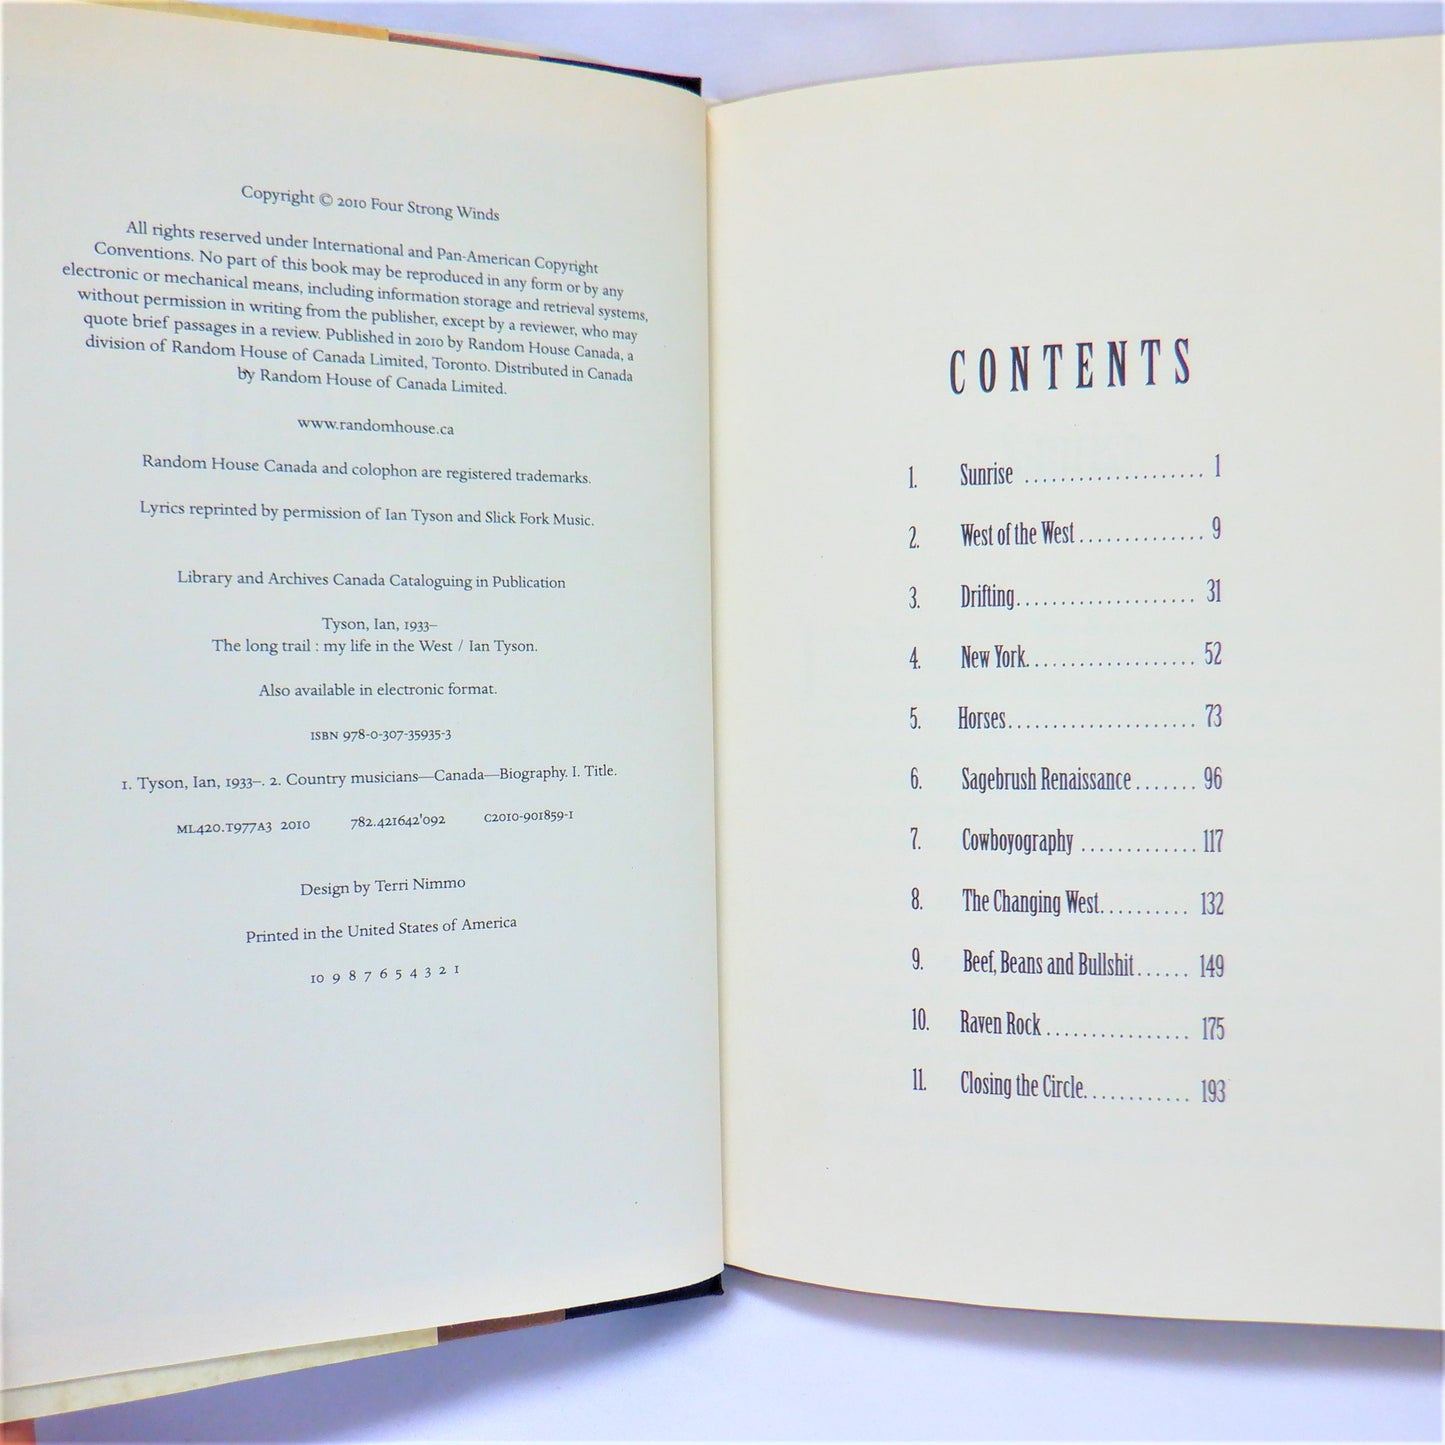 Copyright © 2010 Four Strong Winds
All rights reserved under International and Pan-American Copyright
Conventions. No part of this book may be reproduced in any form or by any
electronic or mechanical means, including information storage and retrieval systems,
without permission in writing from the publisher, except by a reviewer, who may
quote brief passages in a review. Published in 2010 by Random House Canada, a
division of Random House of Canada Limited, Toronto. Distributed in Canada
by Random House of Canada Limited.
www.randomhouse.ca
Random House Canada and colophon are registered trademarks.
Lyrics reprinted by permission of Ian Tyson and Slick Fork Music.
Library and Archives Canada Cataloguing in Publication
Tyson, Ian, 1933–
The long trail : my life in the West / Ian Tyson.
Also available in electronic format.
ISBN 978-0-307-35935-3
1. Tyson, Ian, 1933–. 2. Country musicians—Canada—Biography. I. Title.
ML420.T977A3 2010 782.421642'092 C2010-901859-1
Design by Terri Nimmo
Printed in the United States of America
10 9 8 7 6 5 4 3 2 1
CONTENTS
1. Sunrise .................... 1
2. West of the West .............. 9
3. Drifting.................... 31
4. New York................... 52
5. Horses..................... 73
6. Sagebrush Renaissance ....... 96
7. Cowboyography ............. 117
8. The Changing West.......... 132
9. Beef, Beans and Bullshit...... 149
10. Raven Rock ................ 175
11. Closing the Circle............ 193